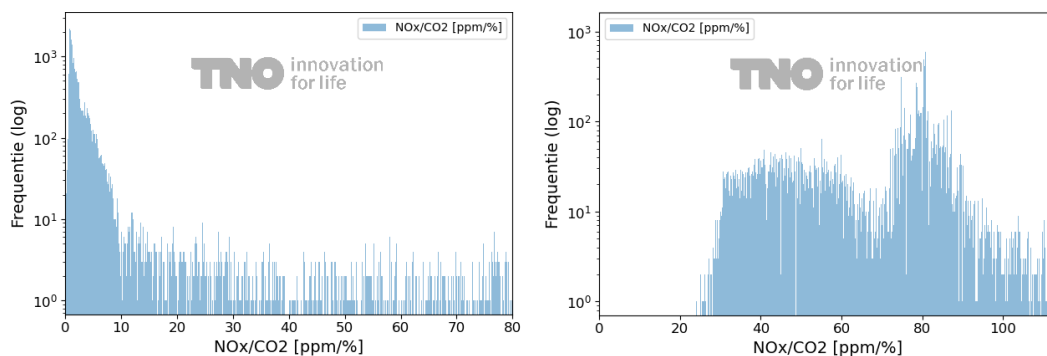 NOx/CO2 [ppm/%]
TNO innovation
for life
Frequentie (log)
10³
10²
10¹
10⁰
0 10 20 30 40 50 60 70 80
NOx/CO2 [ppm/%]
NOx/CO2 [ppm/%]
TNO innovation
for life
Frequentie (log)
10³
10²
10¹
10⁰
0 20 40 60 80 100
NOx/CO2 [ppm/%]